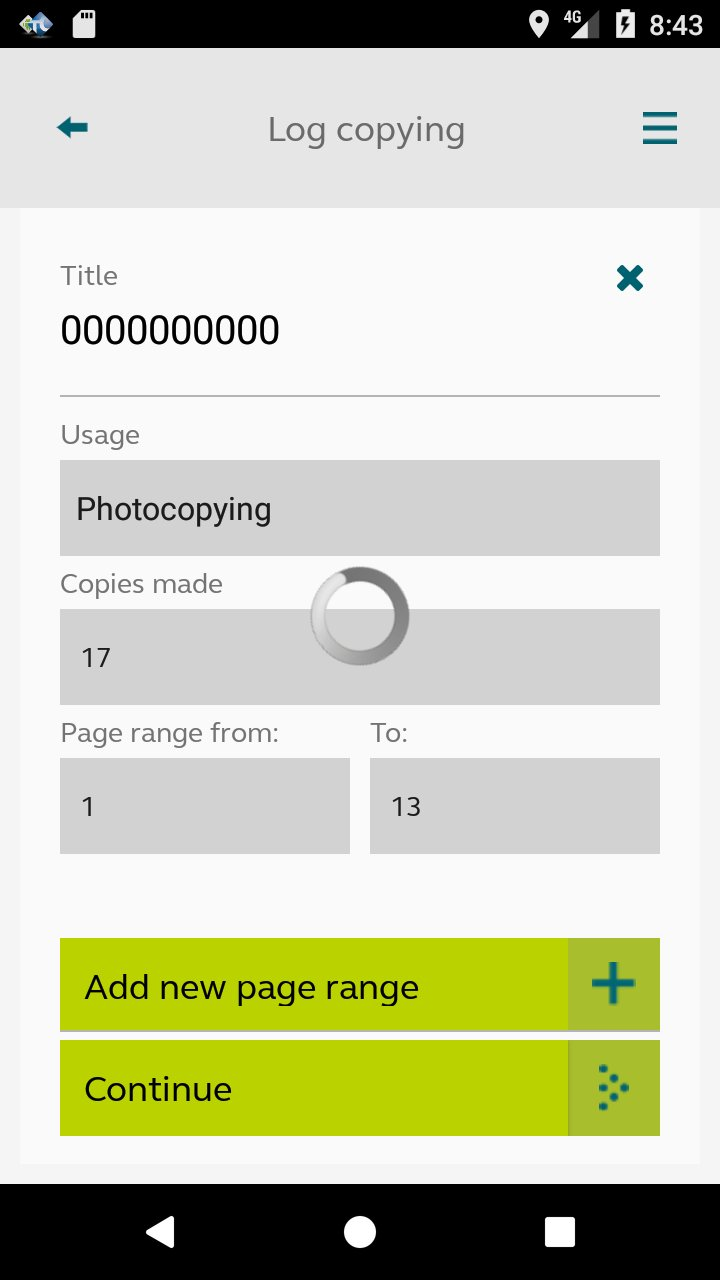 4G 8:43
Log copying
Title
0000000000
Usage
Photocopying
Copies made
17
Page range from: To:
1 13
Add new page range
Continue